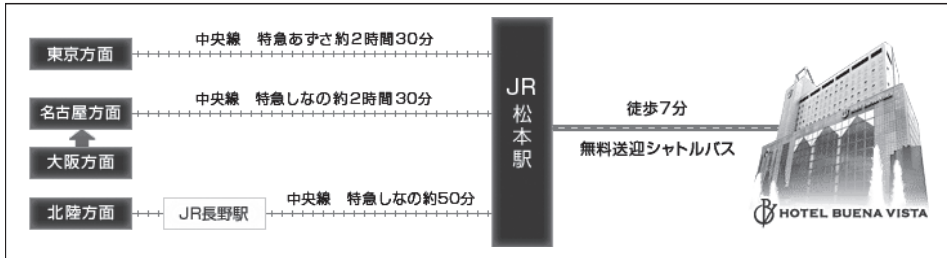 東京方面
中央線 特急あずさ約2時間30分
名古屋方面
中央線 特急しなの約2時間30分
大阪方面
北陸方面
JR長野駅
中央線 特急しなの約50分
JR松本駅
徒歩7分
無料送迎シャトルバス
HOTEL BUENA VISTA